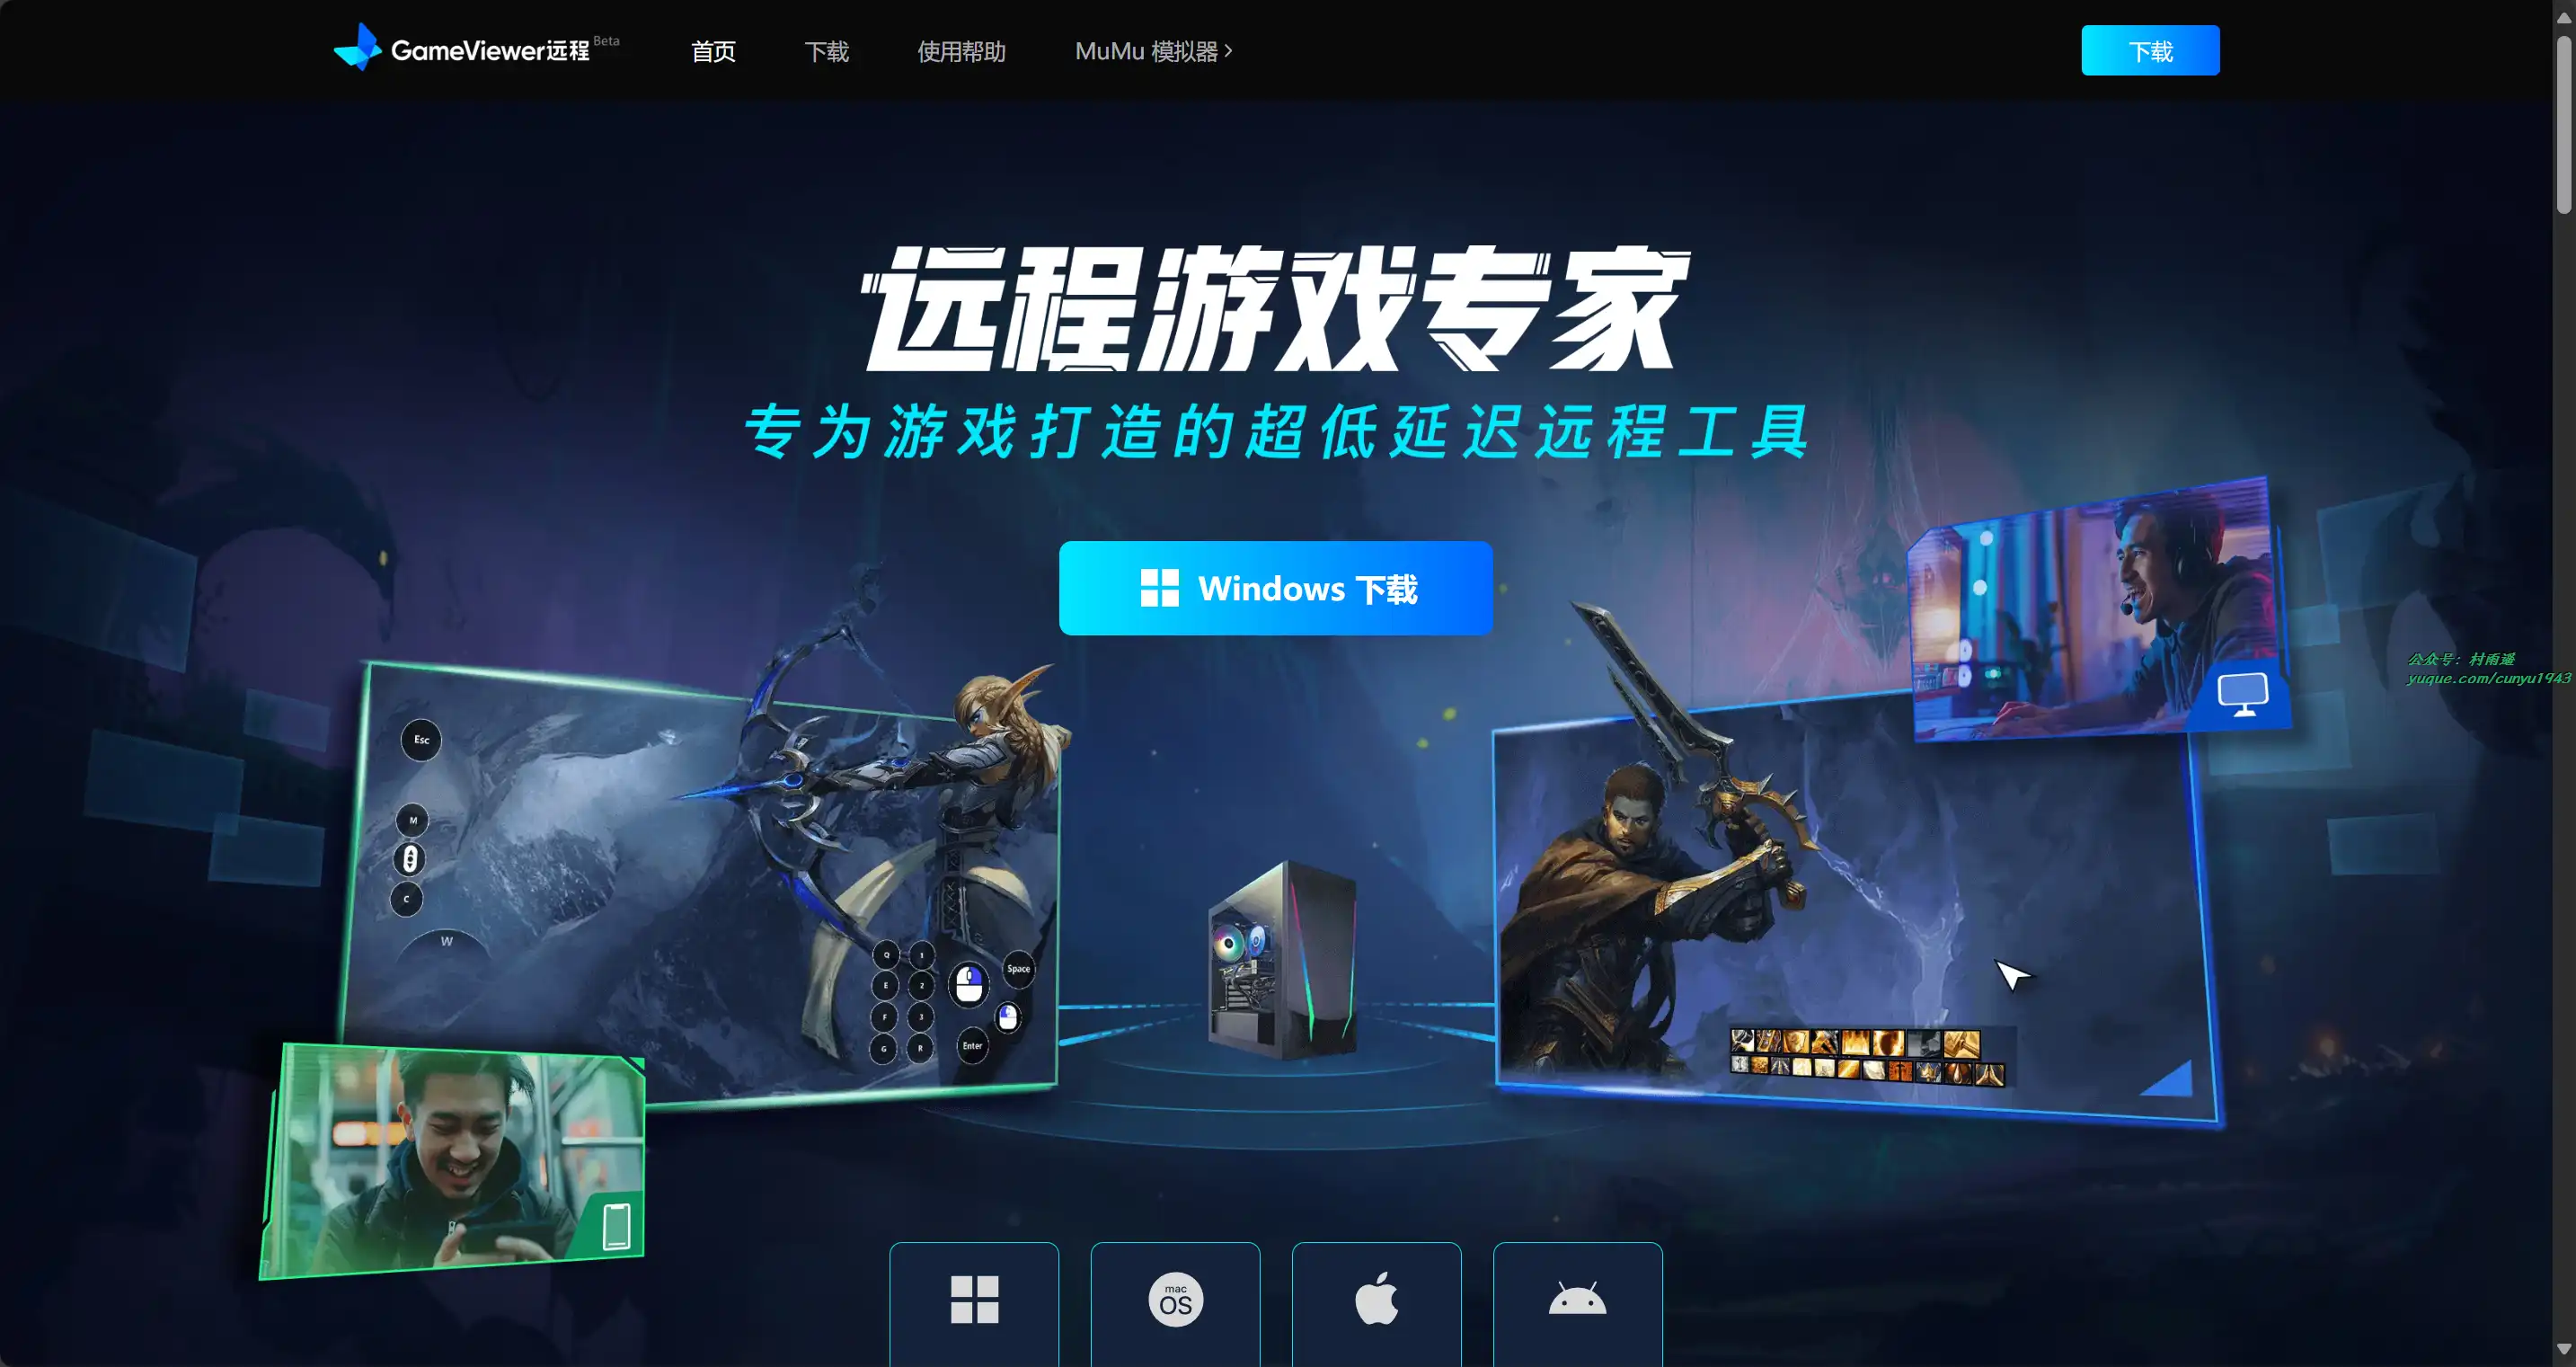 GameViewer远程 Beta
首页
下载
使用帮助
MuMu 模拟器
下载
远程游戏专家
专为游戏打造的超低延迟远程工具
Windows 下载
公众号：村雨遥
yuque.com/cunyu1943
Esc
M
C
W
Q 1
E 2
F 3
G R
Space
Enter
mac
OS